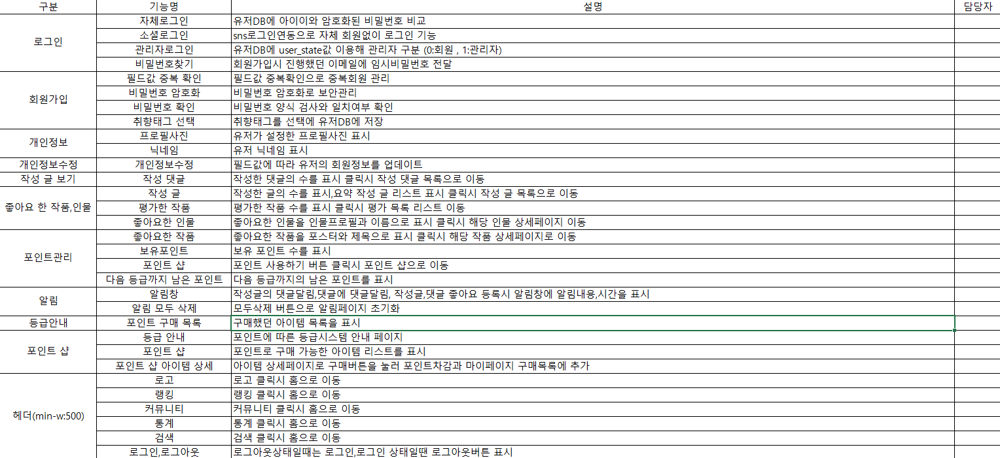 구분 기능명 설명 담당자
로그인 자체로그인 유저DB에 아이이와 암호화된 비밀번호 비교
소셜로그인 sns로그인연동으로 자체 회원없이 로그인 기능
관리자로그인 유저DB에 user_state값 이용해 관리자 구분 (0:회원 , 1:관리자)
비밀번호찾기 회원가입시 진행했던 이메일에 임시비밀번호 전달
회원가입 필드값 중복 확인 필드값 중복확인으로 중복회원 관리
비밀번호 암호화 비밀번호 암호화로 보안관리
비밀번호 확인 비밀번호 양식 검사와 일치여부 확인
취향태그 선택 취향태그를 선택에 유저DB에 저장
개인정보 프로필사진 유저가 설정한 프로필사진 표시
닉네임 유저 닉네임 표시
개인정보수정 개인정보수정 필드값에 따라 유저의 회원정보를 업데이트
작성 글 보기 작성 댓글 작성한 댓글의 수를 표시 클릭시 작성 댓글 목록으로 이동
좋아요 한 작품,인물 작성 글 작성한 글의 수를 표시,요약 작성 글 리스트 표시 클릭시 작성 글 목록으로 이동
평가한 작품 평가한 작품 수를 표시 클릭시 평가 목록 리스트 이동
좋아요한 인물 좋아요한 인물을 인물프로필과 이름으로 표시 클릭시 해당 인물 상세페이지 이동
포인트관리 좋아요한 작품 좋아요한 작품을 포스터와 제목으로 표시 클릭시 해당 작품 상세페이지로 이동
보유포인트 보유 포인트 수를 표시
포인트 샵 포인트 사용하기 버튼 클릭시 포인트 샵으로 이동
다음 등급까지 남은 포인트 다음 등급까지의 남은 포인트를 표시
알림 알림창 작성글의 댓글달림,댓글에 댓글달림, 작성글,댓글 좋아요 등록시 알림창에 알림내용,시간을 표시
알림 모두 삭제 모두삭제 버튼으로 알림페이지 초기화
등급안내 포인트 구매 목록 구매했던 아이템 목록을 표시
포인트 샵 등급 안내 포인트에 따른 등급시스템 안내 페이지
포인트 샵 포인트로 구매 가능한 아이템 리스트를 표시
포인트 샵 아이템 상세 아이템 상세페이지로 구매버튼을 눌러 포인트차감과 마이페이지 구매목록에 추가
헤더(min-w:500) 로고 로고 클릭시 홈으로 이동
랭킹 랭킹 클릭시 홈으로 이동
커뮤니티 커뮤니티 클릭시 홈으로 이동
통계 통계 클릭시 홈으로 이동
검색 검색 클릭시 홈으로 이동
로그인,로그아웃 로그아웃상태일때는 로그인,로그인 상태일땐 로그아웃버튼 표시